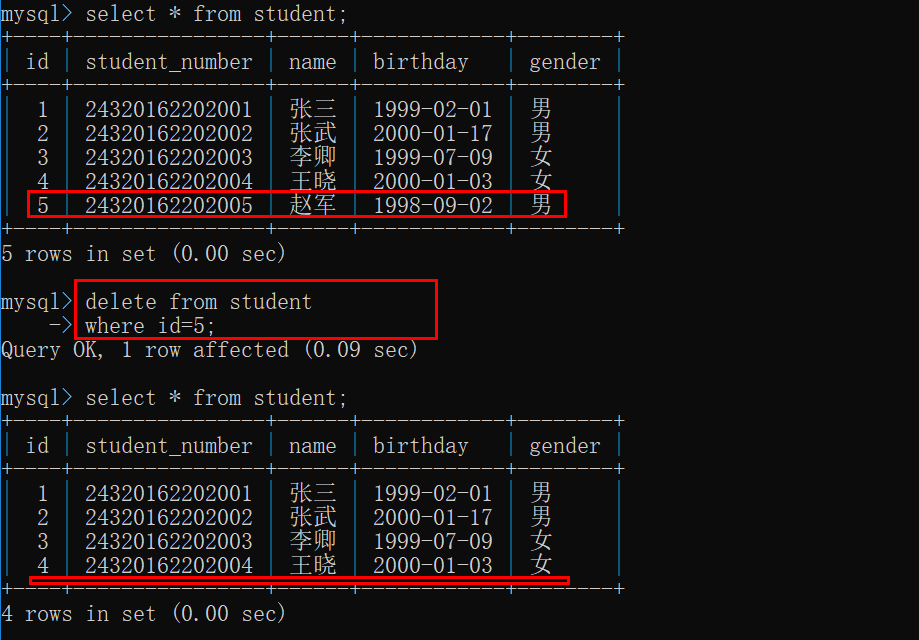 mysql> select * from student;
+----+----------------+------+------------+--------+
| id | student_number | name | birthday   | gender |
+----+----------------+------+------------+--------+
|  1 | 24320162202001 | 张三 | 1999-02-01 | 男     |
|  2 | 24320162202002 | 张武 | 2000-01-17 | 男     |
|  3 | 24320162202003 | 李卿 | 1999-07-09 | 女     |
|  4 | 24320162202004 | 王晓 | 2000-01-03 | 女     |
|  5 | 24320162202005 | 赵军 | 1998-09-02 | 男     |
+----+----------------+------+------------+--------+
5 rows in set (0.00 sec)
mysql> delete from student
    -> where id=5;
Query OK, 1 row affected (0.09 sec)
mysql> select * from student;
+----+----------------+------+------------+--------+
| id | student_number | name | birthday   | gender |
+----+----------------+------+------------+--------+
|  1 | 24320162202001 | 张三 | 1999-02-01 | 男     |
|  2 | 24320162202002 | 张武 | 2000-01-17 | 男     |
|  3 | 24320162202003 | 李卿 | 1999-07-09 | 女     |
|  4 | 24320162202004 | 王晓 | 2000-01-03 | 女     |
+----+----------------+------+------------+--------+
4 rows in set (0.00 sec)